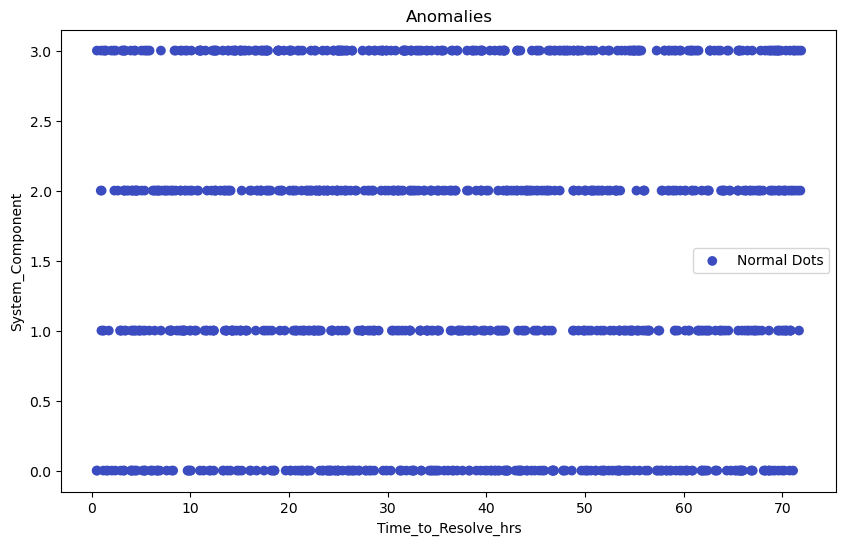 Anomalies
3.0
2.5
2.0
1.5
1.0
0.5
0.0
System_Component
Normal Dots
0 10 20 30 40 50 60 70
Time_to_Resolve_hrs